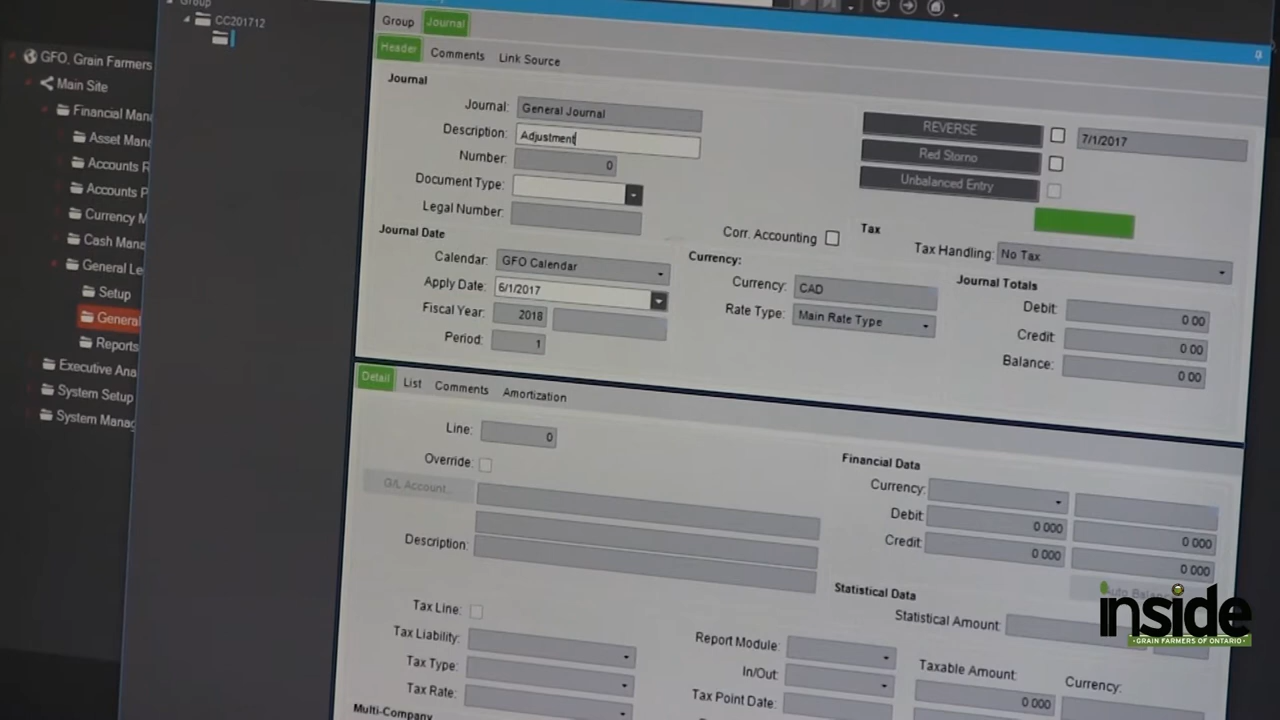 Group
CC201712
GFO, Grain Farmers
Main Site
Financial Man
Asset Mana
Accounts R
Accounts P
Currency M
Cash Mana
General Le
Setup
General
Reports
Executive Ana
System Setup
System Manag
Group Journal
Header Comments Link Source
Journal
Journal: General Journal
Description: Adjustment
Number: 0
Document Type:
Legal Number:
REVERSE 7/1/2017
Red Storno
Unbalanced Entry
Corr. Accounting
Tax
Tax Handling: No Tax
Journal Date
Calendar: GFO Calendar
Apply Date: 6/1/2017
Fiscal Year: 2018
Period: 1
Currency:
Currency: CAD
Rate Type: Main Rate Type
Journal Totals
Debit: 0 00
Credit: 0 00
Balance: 0 00
Detail List Comments Amortization
Line: 0
Override:
G/L Account...
Description:
Financial Data
Currency:
Debit: 0 000 0 000
Credit: 0 000 0 000
Auto Balance
Statistical Data
Statistical Amount:
Tax Line:
Tax Liability:
Tax Type:
Tax Rate:
Report Module:
In/Out:
Tax Point Date:
Taxable Amount: Currency:
0 000
Multi-Company
inside
GRAIN FARMERS OF ONTARIO